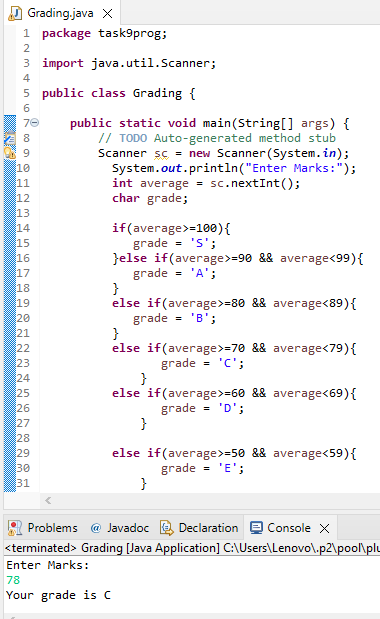 Grading.java
1 package task9prog;
2
3 import java.util.Scanner;
4
5 public class Grading {
6
7 public static void main(String[] args) {
8 // TODO Auto-generated method stub
9 Scanner sc = new Scanner(System.in);
10 System.out.println("Enter Marks:");
11 int average = sc.nextInt();
12 char grade;
13
14 if(average>=100){
15 grade = 'S';
16 }else if(average>=90 && average<99){
17 grade = 'A';
18 }
19 else if(average>=80 && average<89){
20 grade = 'B';
21 }
22 else if(average>=70 && average<79){
23 grade = 'C';
24 }
25 else if(average>=60 && average<69){
26 grade = 'D';
27 }
28
29 else if(average>=50 && average<59){
30 grade = 'E';
31 }
Problems @ Javadoc Declaration Console
<terminated> Grading [Java Application] C:\Users\Lenovo\.p2\pool\plu
Enter Marks:
78
Your grade is C